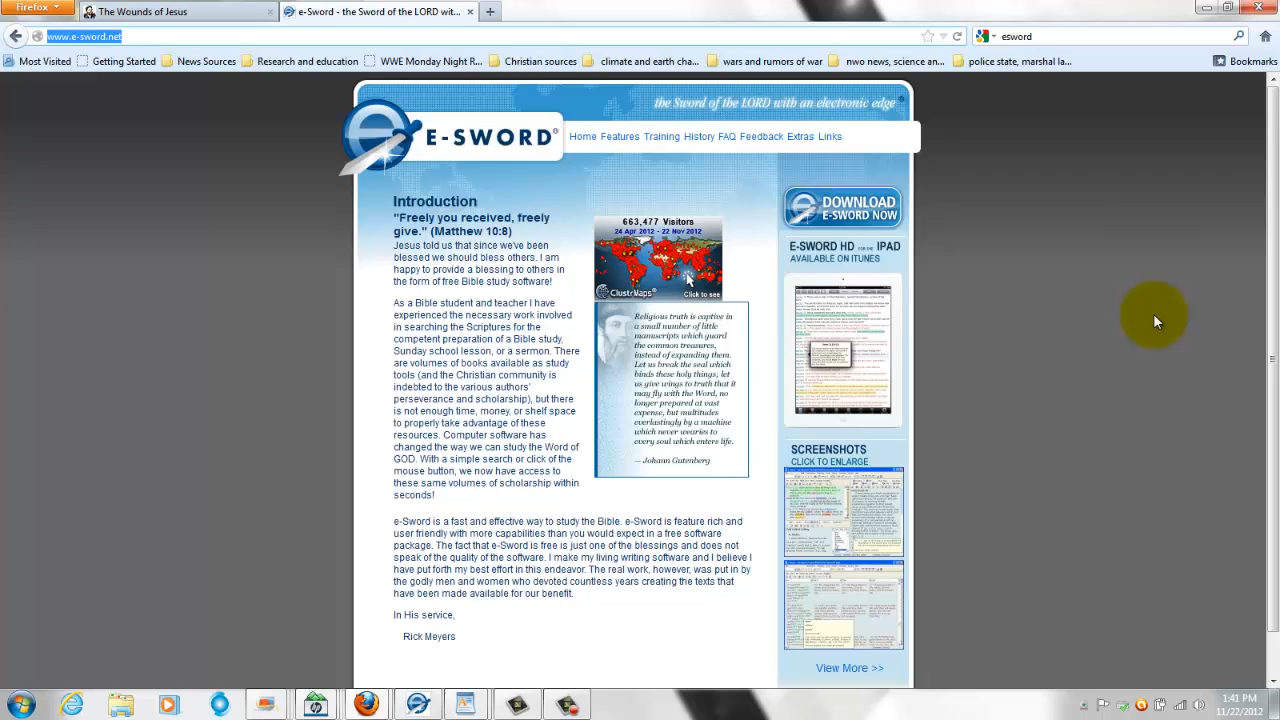 Firefox
The Wounds of Jesus
e-Sword - the Sword of the LORD wit...
www.e-sword.net
esword
Most Visited
Getting Started
News Sources
Research and education
WWE Monday Night R...
Christian sources
climate and earth cha...
wars and rumors of war
nwo news, science an...
police state, marshal la...
Bookmarks
the Sword of the LORD with an electronic edge
E-SWORD®
Home Features Training History FAQ Feedback Extras Links
Introduction
"Freely you received, freely
give." (Matthew 10:8)
Jesus told us that since we've been
blessed we should bless others. I am
happy to provide a blessing to others in
the form of free Bible study software!
As a Bible student and teacher I have
experienced the necessary work involved
in searching the Scriptures for the
complete preparation of a Bible study,
Sunday school lesson, or a sermon. There
are volumes of books available as study
tools (and the Christian community is
indebted to the various authors'
perseverance and scholarship), but there
is not enough time, money, or shelf space
to properly take advantage of these
resources. Computer software has
changed the way we can study the Word of
GOD. With a simple search or click of the
mouse button, we now have access to
these same volumes of scholarship within
seconds!
663,477 Visitors
24 Apr 2012 - 22 Nov 2012
ClustrMaps
Click to see
Religious truth is captive in
a small number of little
manuscripts which guard
the common treasures,
instead of expanding them.
Let us break the seal which
binds these holy things; let
us give wings to truth that it
may fly with the Word, no
longer prepared at vast
expense, but multitudes
everlastingly by a machine
which never wearies to
every soul which enters life.
— Johann Gutenberg
e-Sword is a fast and effective way to study the Bible. e-Sword is feature rich and
user friendly with more capabilities than you would expect in a free software
package. The fact that e-Sword is free is just one of the blessings and does not
speak of the quality of the software. I make my living writing software and I believe I
have put forth my best effort in this endeavor. The real work, however, was put in by
the many men and women who spent countless years creating the texts that
have been made available for our benefit.
In His Service,
Rick Meyers
DOWNLOAD
E-SWORD NOW
E-SWORD HD FOR THE IPAD
AVAILABLE ON ITUNES
SCREENSHOTS
CLICK TO ENLARGE
View More >>
1:41 PM
11/22/2012